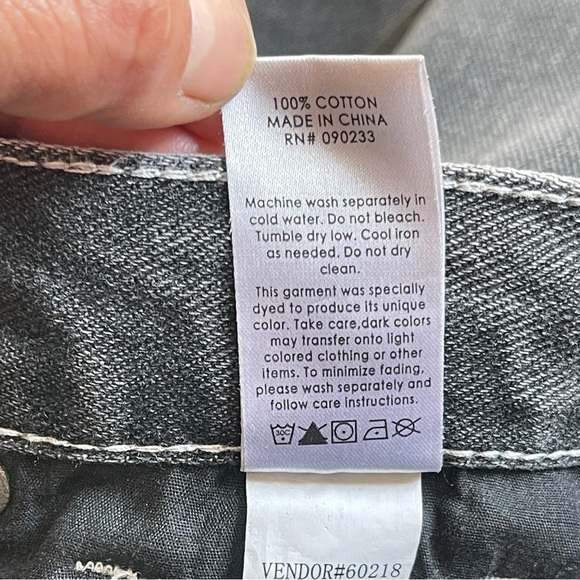 100% COTTON
MADE IN CHINA
RN# 090233
Machine wash separately in
cold water. Do not bleach.
Tumble dry low. Cool iron
as needed. Do not dry
clean.
This garment was specially
dyed to produce its unique
color. Take care,dark colors
may transfer onto light
colored clothing or other
items. To minimize fading,
please wash separately and
follow care instructions.
30C
VENDOR#60218